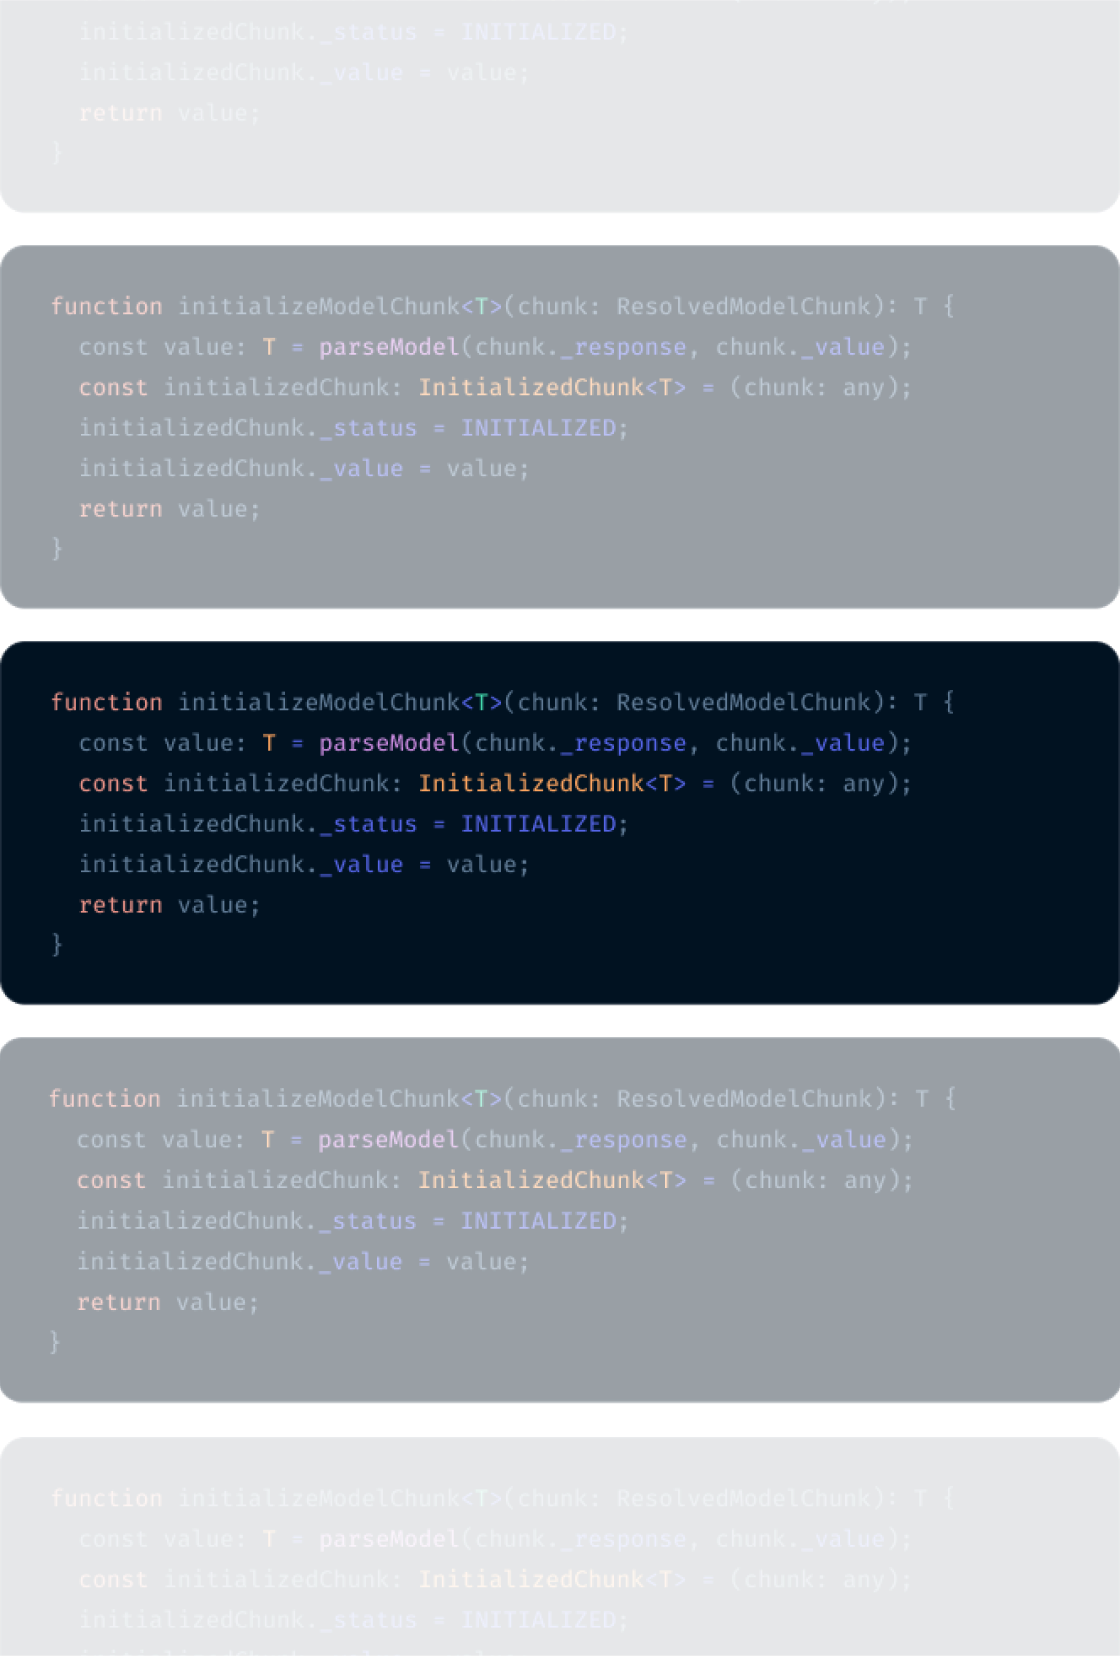 initializedChunk._status = INITIALIZED;
initializedChunk._value = value;
return value;
}
function initializeModelChunk<T>(chunk: ResolvedModelChunk): T {
const value: T = parseModel(chunk._response, chunk._value);
const initializedChunk: InitializedChunk<T> = (chunk: any);
initializedChunk._status = INITIALIZED;
initializedChunk._value = value;
return value;
}
function initializeModelChunk<T>(chunk: ResolvedModelChunk): T {
const value: T = parseModel(chunk._response, chunk._value);
const initializedChunk: InitializedChunk<T> = (chunk: any);
initializedChunk._status = INITIALIZED;
initializedChunk._value = value;
return value;
}
function initializeModelChunk<T>(chunk: ResolvedModelChunk): T {
const value: T = parseModel(chunk._response, chunk._value);
const initializedChunk: InitializedChunk<T> = (chunk: any);
initializedChunk._status = INITIALIZED;
initializedChunk._value = value;
return value;
}
function initializeModelChunk<T>(chunk: ResolvedModelChunk): T {
const value: T = parseModel(chunk._response, chunk._value);
const initializedChunk: InitializedChunk<T> = (chunk: any);
initializedChunk._status = INITIALIZED;